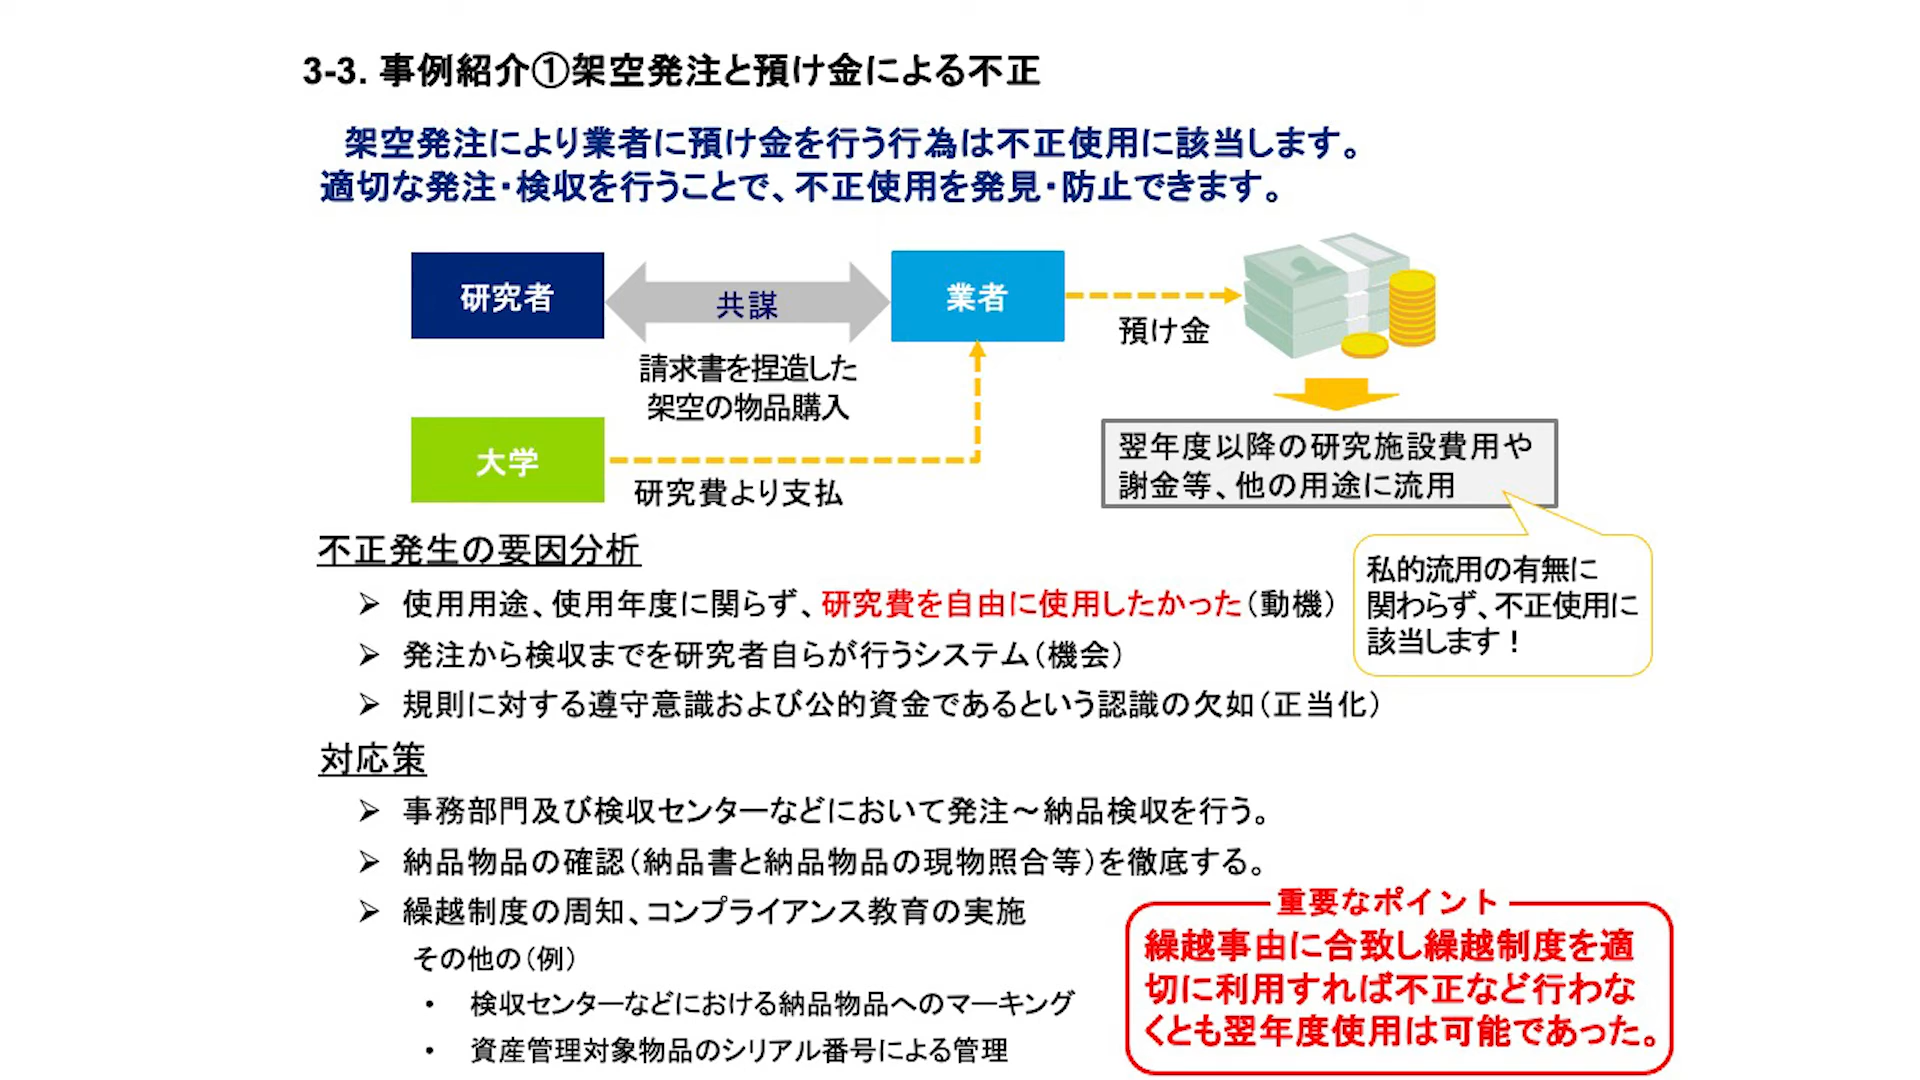 3-3. 事例紹介①架空発注と預け金による不正
架空発注により業者に預け金を行う行為は不正使用に該当します。
適切な発注・検収を行うことで、不正使用を発見・防止できます。
研究者
共謀
業者
預け金
請求書を捏造した
架空の物品購入
大学
研究費より支払
翌年度以降の研究施設費用や
謝金等、他の用途に流用
私的流用の有無に
関わらず、不正使用に
該当します！
不正発生の要因分析
➢ 使用用途、使用年度に関らず、研究費を自由に使用したかった（動機）
➢ 発注から検収までを研究者自らが行うシステム（機会）
➢ 規則に対する遵守意識および公的資金であるという認識の欠如（正当化）
対応策
➢ 事務部門及び検収センターなどにおいて発注～納品検収を行う。
➢ 納品物品の確認（納品書と納品物品の現物照合等）を徹底する。
➢ 繰越制度の周知、コンプライアンス教育の実施
その他の（例）
• 検収センターなどにおける納品物品へのマーキング
• 資産管理対象物品のシリアル番号による管理
重要なポイント
繰越事由に合致し繰越制度を適
切に利用すれば不正など行わな
くとも翌年度使用は可能であった。